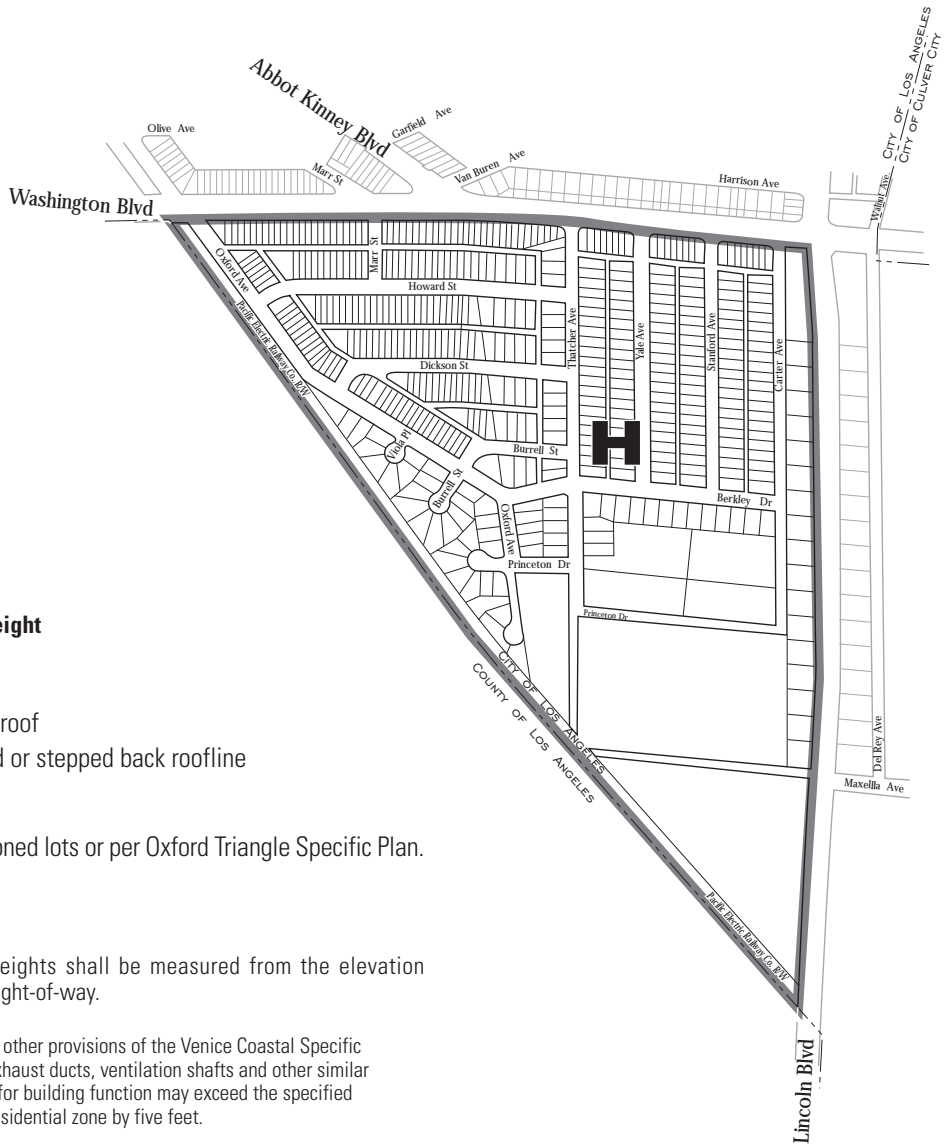 CITY OF LOS ANGELES
CITY OF CULVER CITY
Walnut Ave
Abbot Kinney Blvd
Garfield Ave
Olive Ave
Marr St
Van Buren Ave
Harrison Ave
Washington Blvd
Oxford Ave
Marr St
Howard St
Pacific Electric Railway Co. R/W
Thatcher Ave
Yale Ave
Stanford Ave
Carter Ave
Dickson St
H
Viola Pl
Burrell St
Burrell St
Berkley Dr
Oxford Ave
Princeton Dr
Princeton Dr
eight
CITY OF LOS ANGELES
COUNTY OF LOS ANGELES
roof
d or stepped back roofline
Del Rey Ave
Maxellla Ave
oned lots or per Oxford Triangle Specific Plan.
Pacific Electric Railway Co. R/W
eights shall be measured from the elevation
ght-of-way.
other provisions of the Venice Coastal Specific
xhaust ducts, ventilation shafts and other similar
for building function may exceed the specified
sidential zone by five feet.
Lincoln Blvd